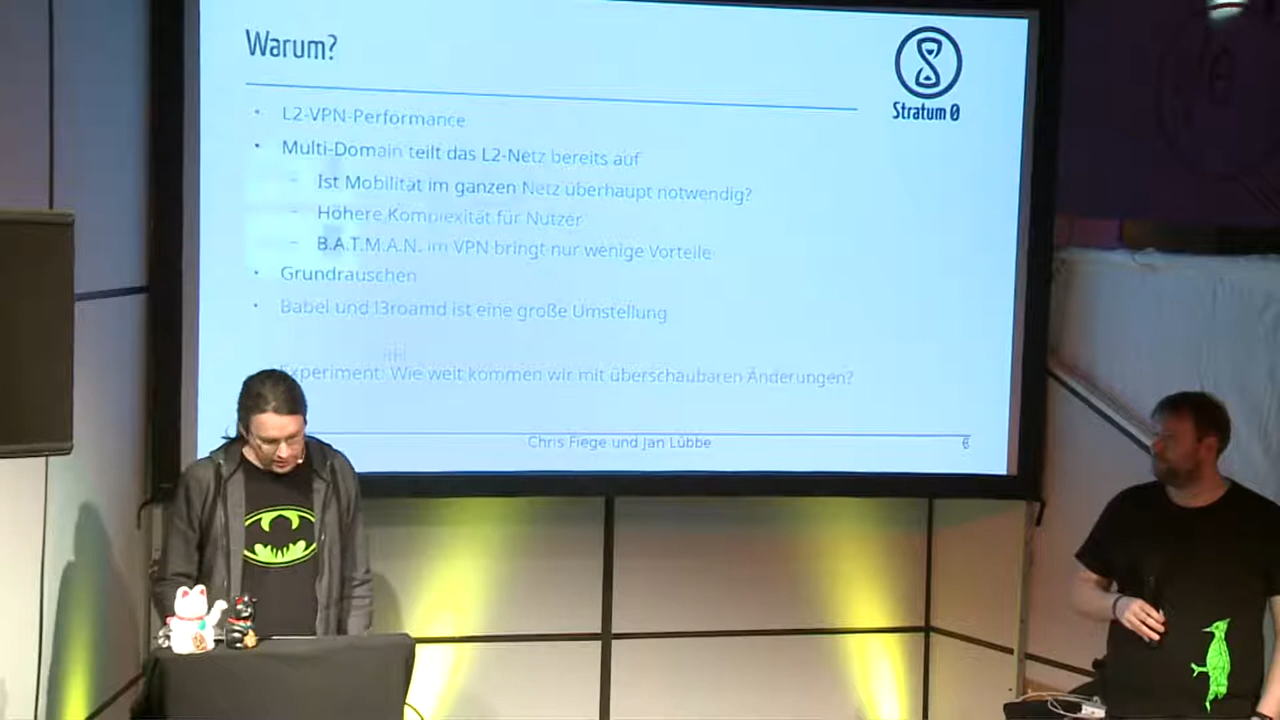 Warum?
Stratum 0
L2-VPN-Performance
Multi-Domain teilt das L2-Netz bereits auf
Ist Mobilität im ganzen Netz überhaupt notwendig?
Höhere Komplexität für Nutzer
B.A.T.M.A.N. im VPN bringt nur wenige Vorteile
Grundrauschen
Babel und l3roamd ist eine große Umstellung
Experiment: Wie weit kommen wir mit überschaubaren Änderungen?
Chris Fiege und Jan Lübbe